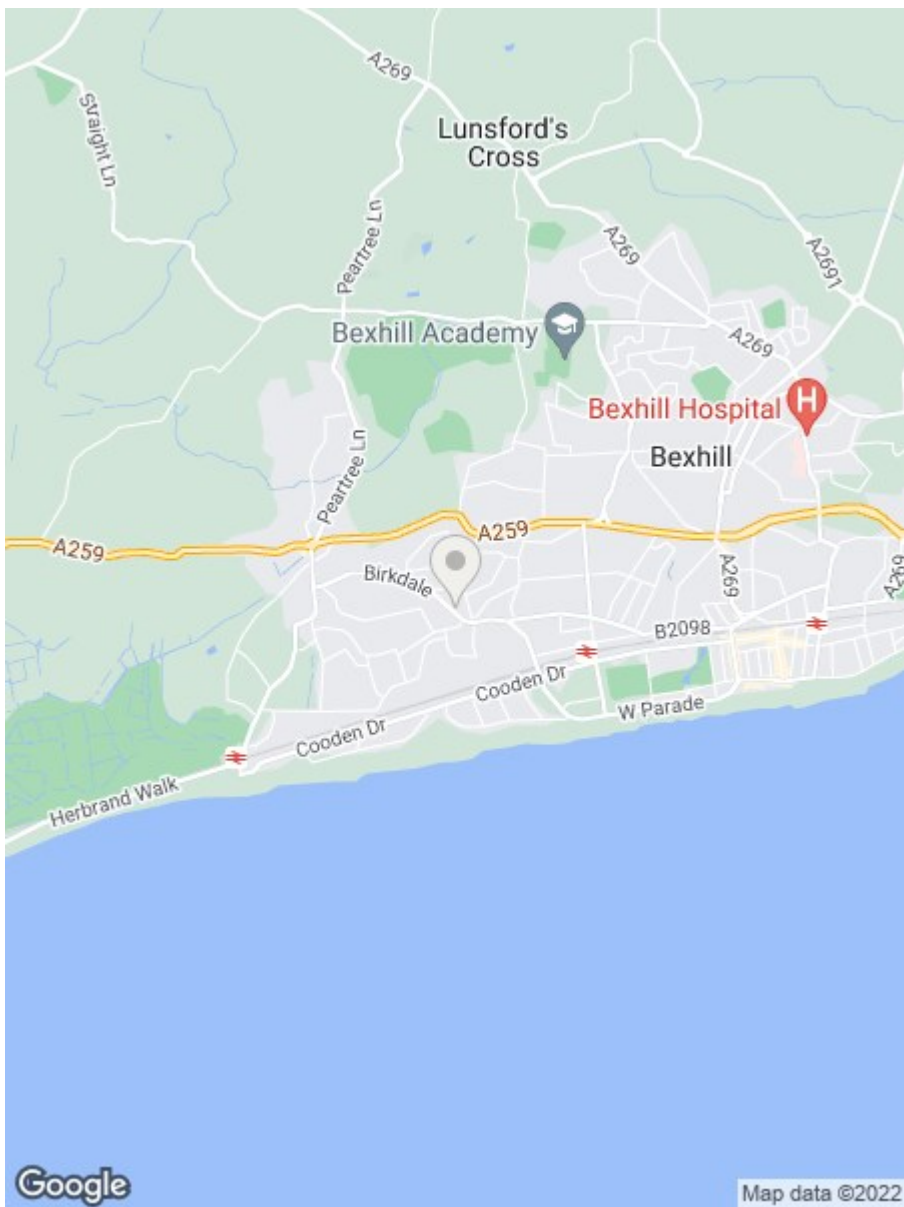 A269
Lunsford's
Cross
Straight Ln
Peartree Ln
A269
A2691
Bexhill Academy
A269
Bexhill Hospital
H
Bexhill
Peartree Ln
A259
A259
Birkdale
A269
A269
B2098
Cooden Dr
W Parade
Cooden Dr
Herbrand Walk
Google
Map data ©2022